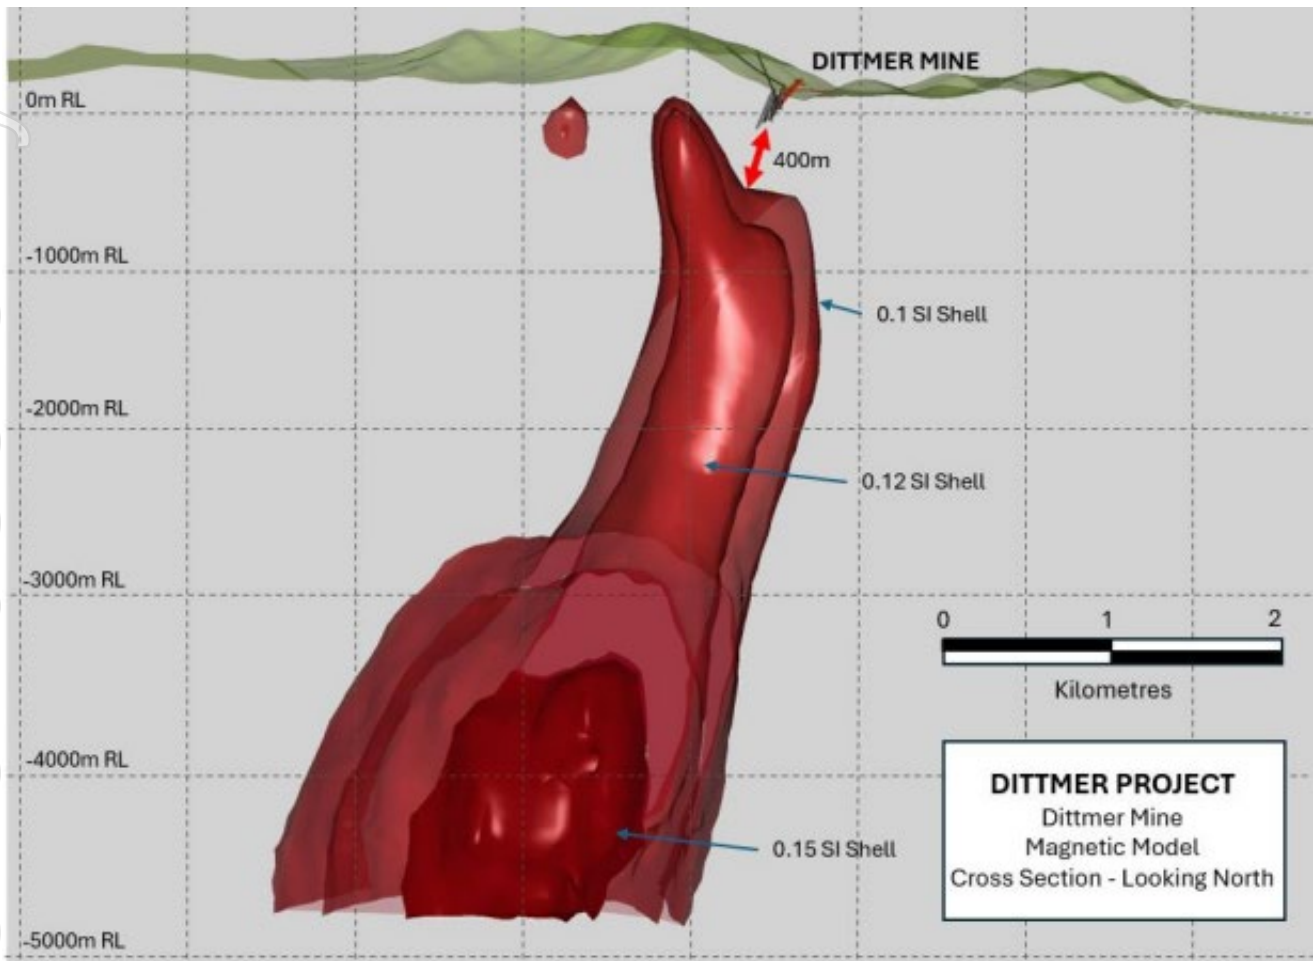 DITTMER MINE
0m RL
400m
-1000m RL
0.1 SI Shell
-2000m RL
0.12 SI Shell
-3000m RL
0 1 2
Kilometres
-4000m RL
DITTMER PROJECT
Dittmer Mine
Magnetic Model
Cross Section - Looking North
0.15 SI Shell
-5000m RL